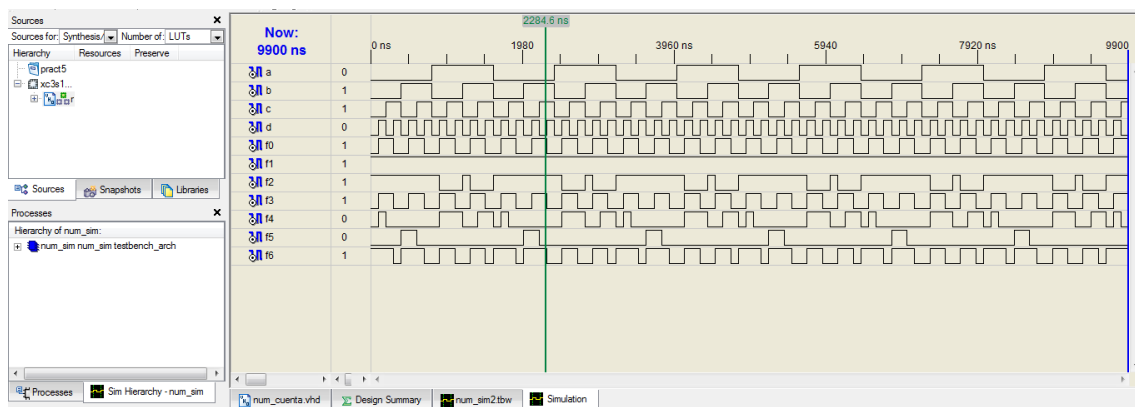 Sources
Sources for: Synthesis/ Number of: LUTs
Hierarchy Resources Preserve
pract5
xc3s1...
r
Sources Snapshots Libraries
Processes
Hierarchy of num_sim:
num_sim num_sim testbench_arch
Processes Sim Hierarchy - num_sim
2284.6 ns
Now:
9900 ns
0 ns 1980 3960 ns 5940 7920 ns 9900
a 0
b 1
c 1
d 0
f0 1
f1 1
f2 1
f3 1
f4 0
f5 0
f6 1
num_cuenta.vhd Design Summary num_sim2.tbw Simulation